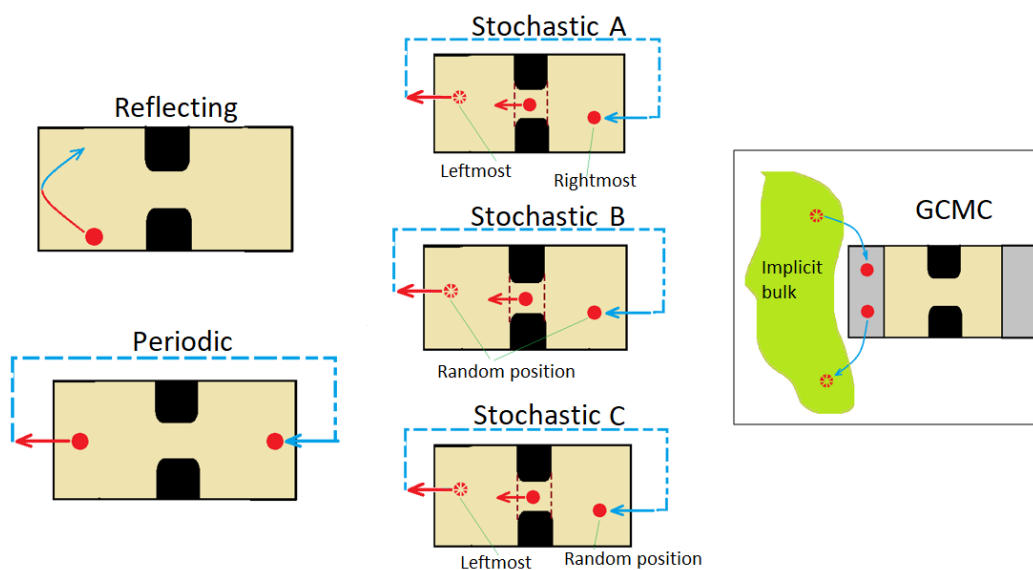 Reflecting
Periodic
Stochastic A
Leftmost
Rightmost
Stochastic B
Random position
Stochastic C
Leftmost
Random position
GCMC
Implicit
bulk